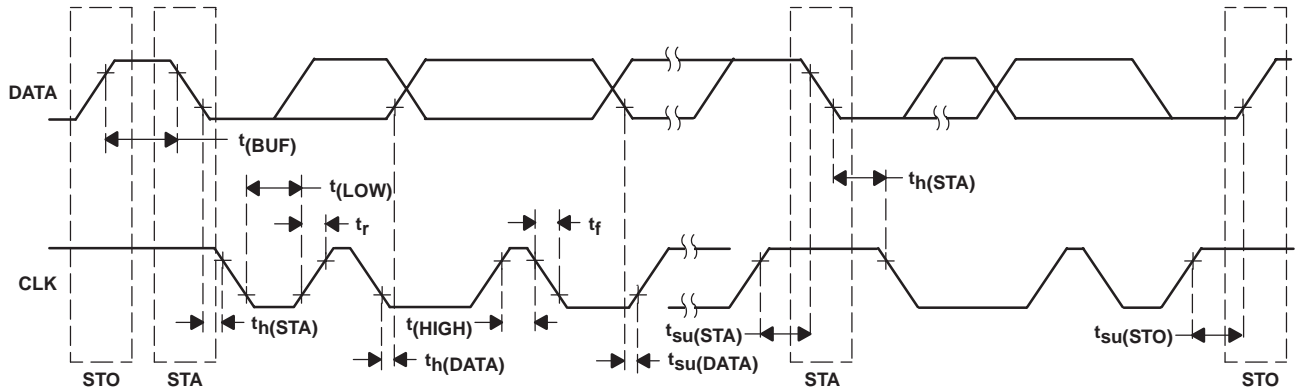 DATA
t(BUF)
t(LOW)
tr
tf
th(STA)
CLK
th(STA)
t(HIGH)
th(DATA)
tsu(DATA)
tsu(STA)
tsu(STO)
STO
STA
STA
STO